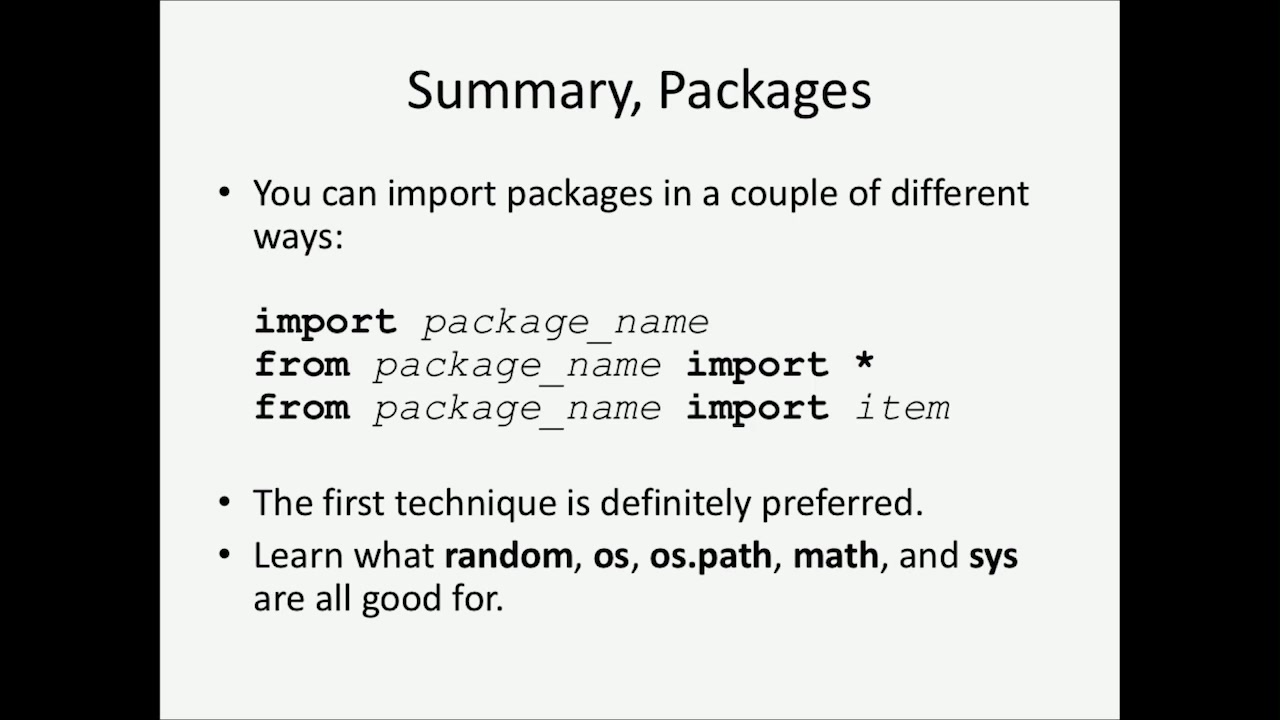 Summary, Packages
• You can import packages in a couple of different
ways:
import package_name
from package_name import *
from package_name import item
• The first technique is definitely preferred.
• Learn what random, os, os.path, math, and sys
are all good for.